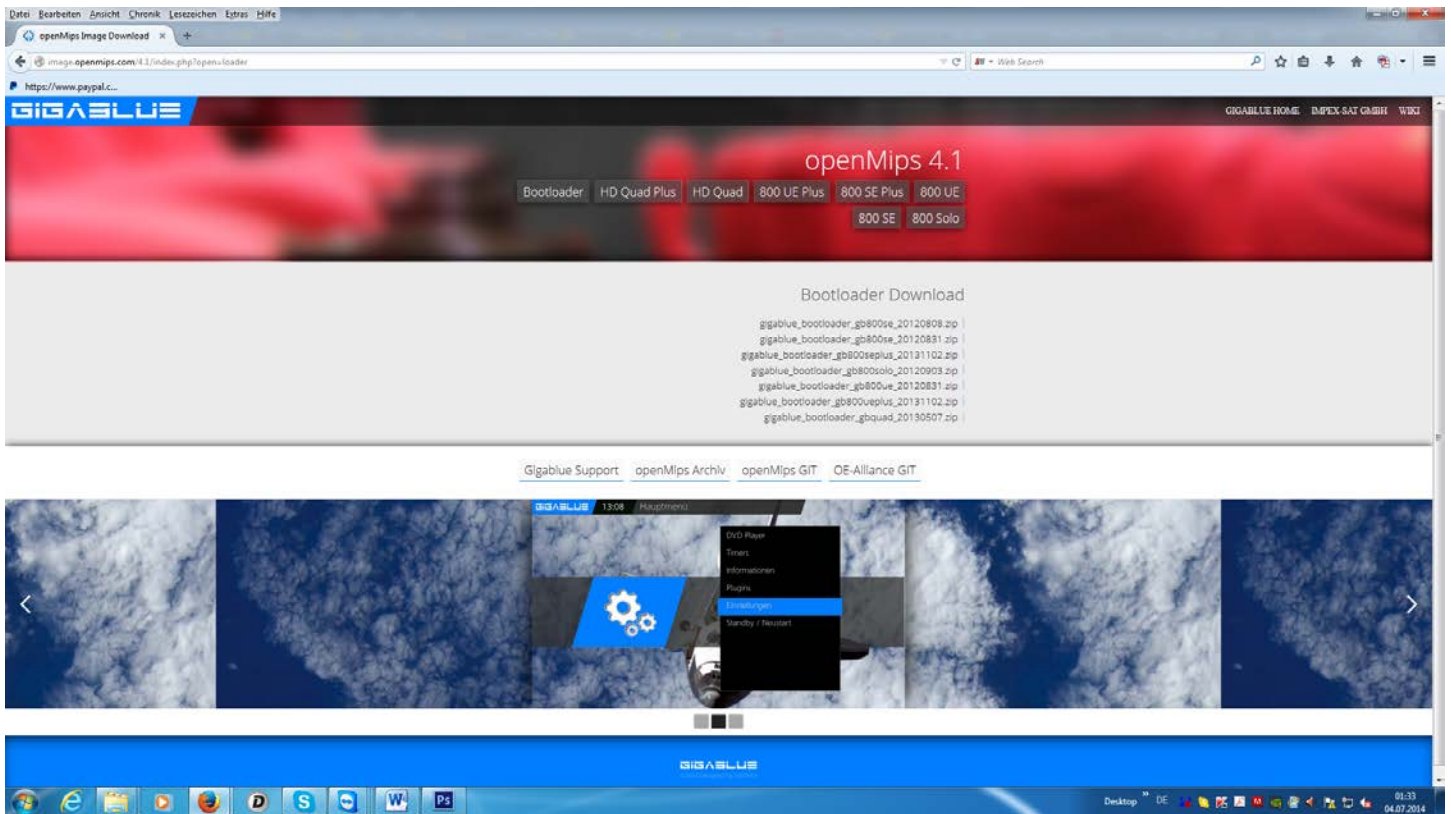 Datei Bearbeiten Ansicht Chronik Lesezeichen Extras Hilfe
openMips Image Download × +
image.openmips.com/4.1/index.php?open=loader
Web Search
https://www.paypal.c...
GIGABLUE
GIGABLUE HOME IMPEX-SAT GMBH WIKI
openMips 4.1
Bootloader HD Quad Plus HD Quad 800 UE Plus 800 SE Plus 800 UE
800 SE 800 Solo
Bootloader Download
gigablue_bootloader_gb800se_20120808.zip
gigablue_bootloader_gb800se_20120831.zip
gigablue_bootloader_gb800seplus_20131102.zip
gigablue_bootloader_gb800solo_20120903.zip
gigablue_bootloader_gb800ue_20120831.zip
gigablue_bootloader_gb800ueplus_20131102.zip
gigablue_bootloader_gbquad_20130507.zip
Gigablue Support openMips Archiv openMips GIT OE-Alliance GIT
GIGABLUE 13:08 Hauptmenü
DVD Player
Timers
Informationen
Plugins
Einstellungen
Standby / Neustart
GIGABLUE
Desktop DE 01:33
04.07.2014